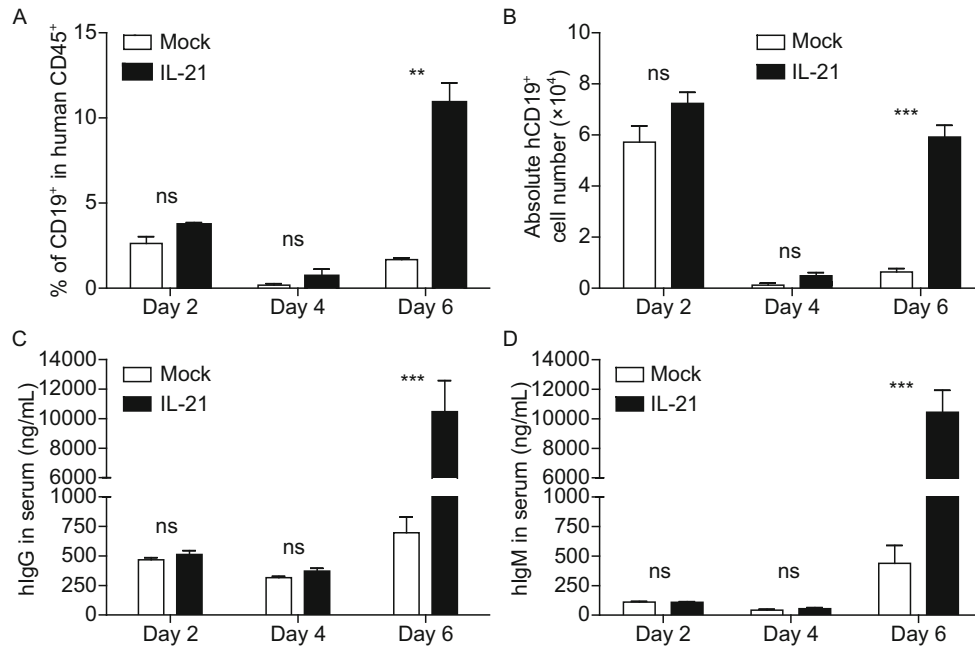 A
% of CD19⁺ in human CD45⁺
15
10
5
0
Mock
IL-21
ns
ns
**
Day 2
Day 4
Day 6
B
Absolute hCD19⁺
cell number (×10⁴)
10
8
6
4
2
0
Mock
IL-21
ns
ns
***
Day 2
Day 4
Day 6
C
hIgG in serum (ng/mL)
14000
12000
10000
8000
6000
1000
750
500
250
0
Mock
IL-21
ns
ns
***
Day 2
Day 4
Day 6
D
hIgM in serum (ng/mL)
14000
12000
10000
8000
6000
1000
750
500
250
0
Mock
IL-21
ns
ns
***
Day 2
Day 4
Day 6